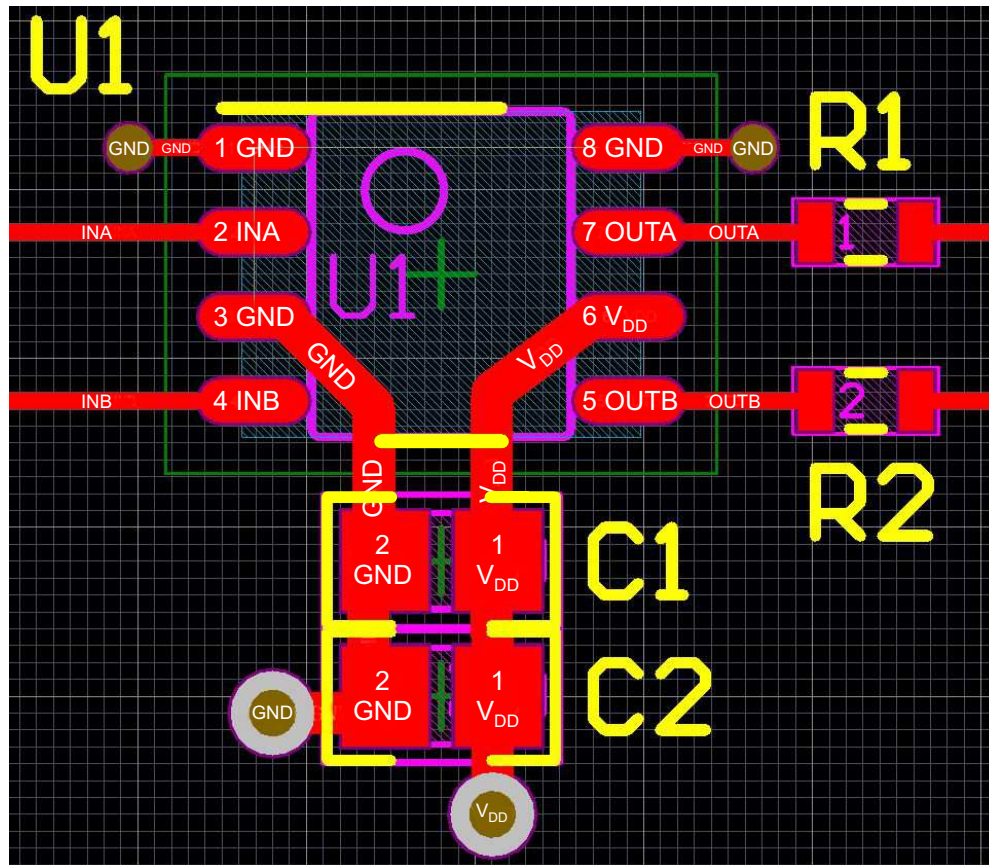 U1
R1
GND GND 1 GND
8 GND GND GND
INA 2 INA
7 OUTA OUTA 1
U1
3 GND
6 VDD
GND
VDD
INB 4 INB
5 OUTB OUTB 2
R2
GND
VDD
C1
2
GND
1
VDD
C2
2
GND
1
VDD
GND
VDD